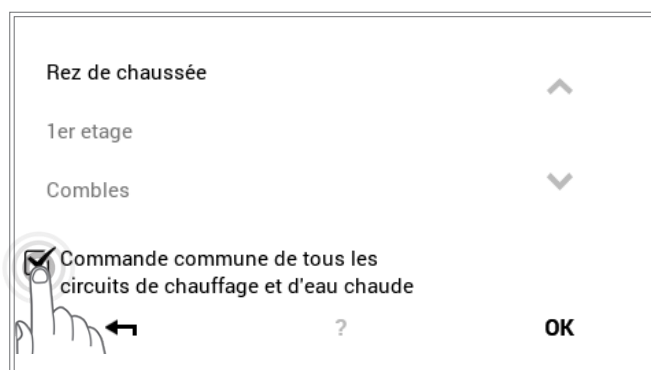 Rez de chaussée
1er etage
Combles
Commande commune de tous les
circuits de chauffage et d'eau chaude
? OK